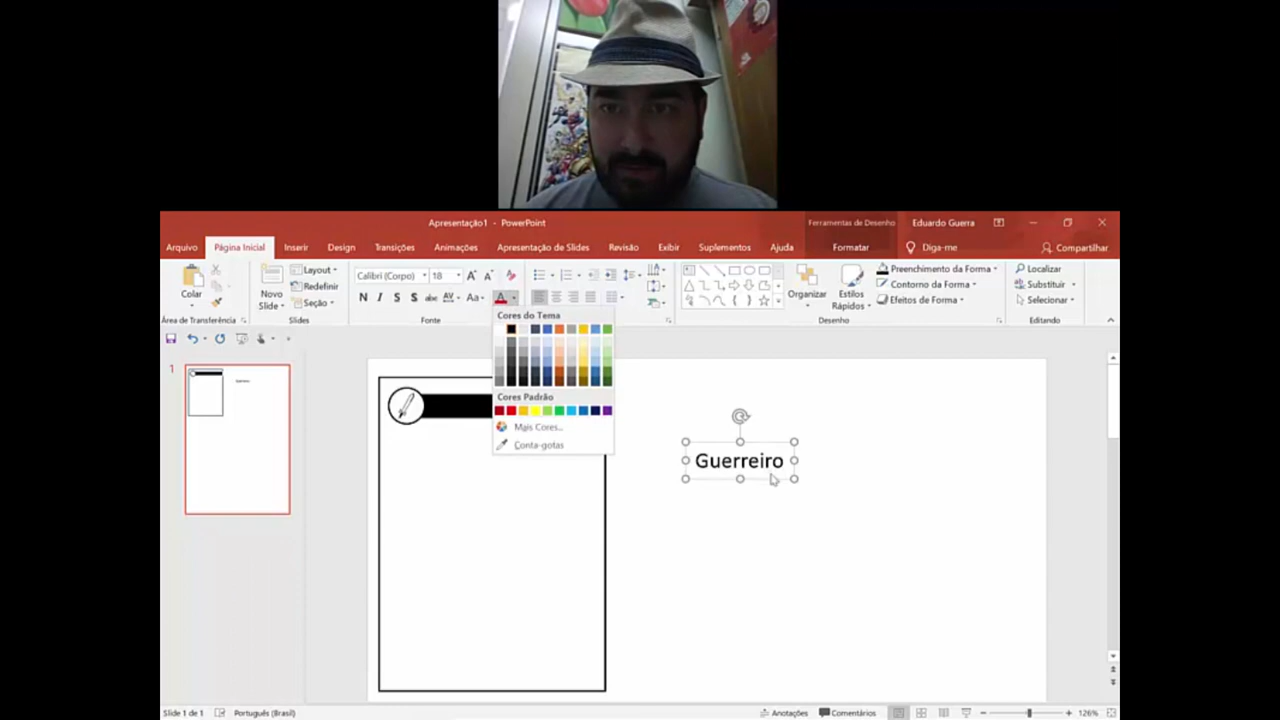 Apresentação1 - PowerPoint
Ferramentas de Desenho
Eduardo Guerra
Arquivo Página Inicial Inserir Design Transições Animações Apresentação de Slides Revisão Exibir Suplementos Ajuda Formatar Diga-me Compartilhar
Colar
Área de Transferência
Novo Slide
Layout
Redefinir
Seção
Slides
Calibri (Corpo) 18
N I S S abc AV Aa A
Fonte
Organizar
Estilos Rápidos
Preenchimento da Forma
Contorno da Forma
Efeitos de Forma
Desenho
Localizar
Substituir
Selecionar
Editando
Cores do Tema
Cores Padrão
Mais Cores...
Conta-gotas
1
Guerreiro
Slide 1 de 1 Português (Brasil) Anotações Comentários 126%